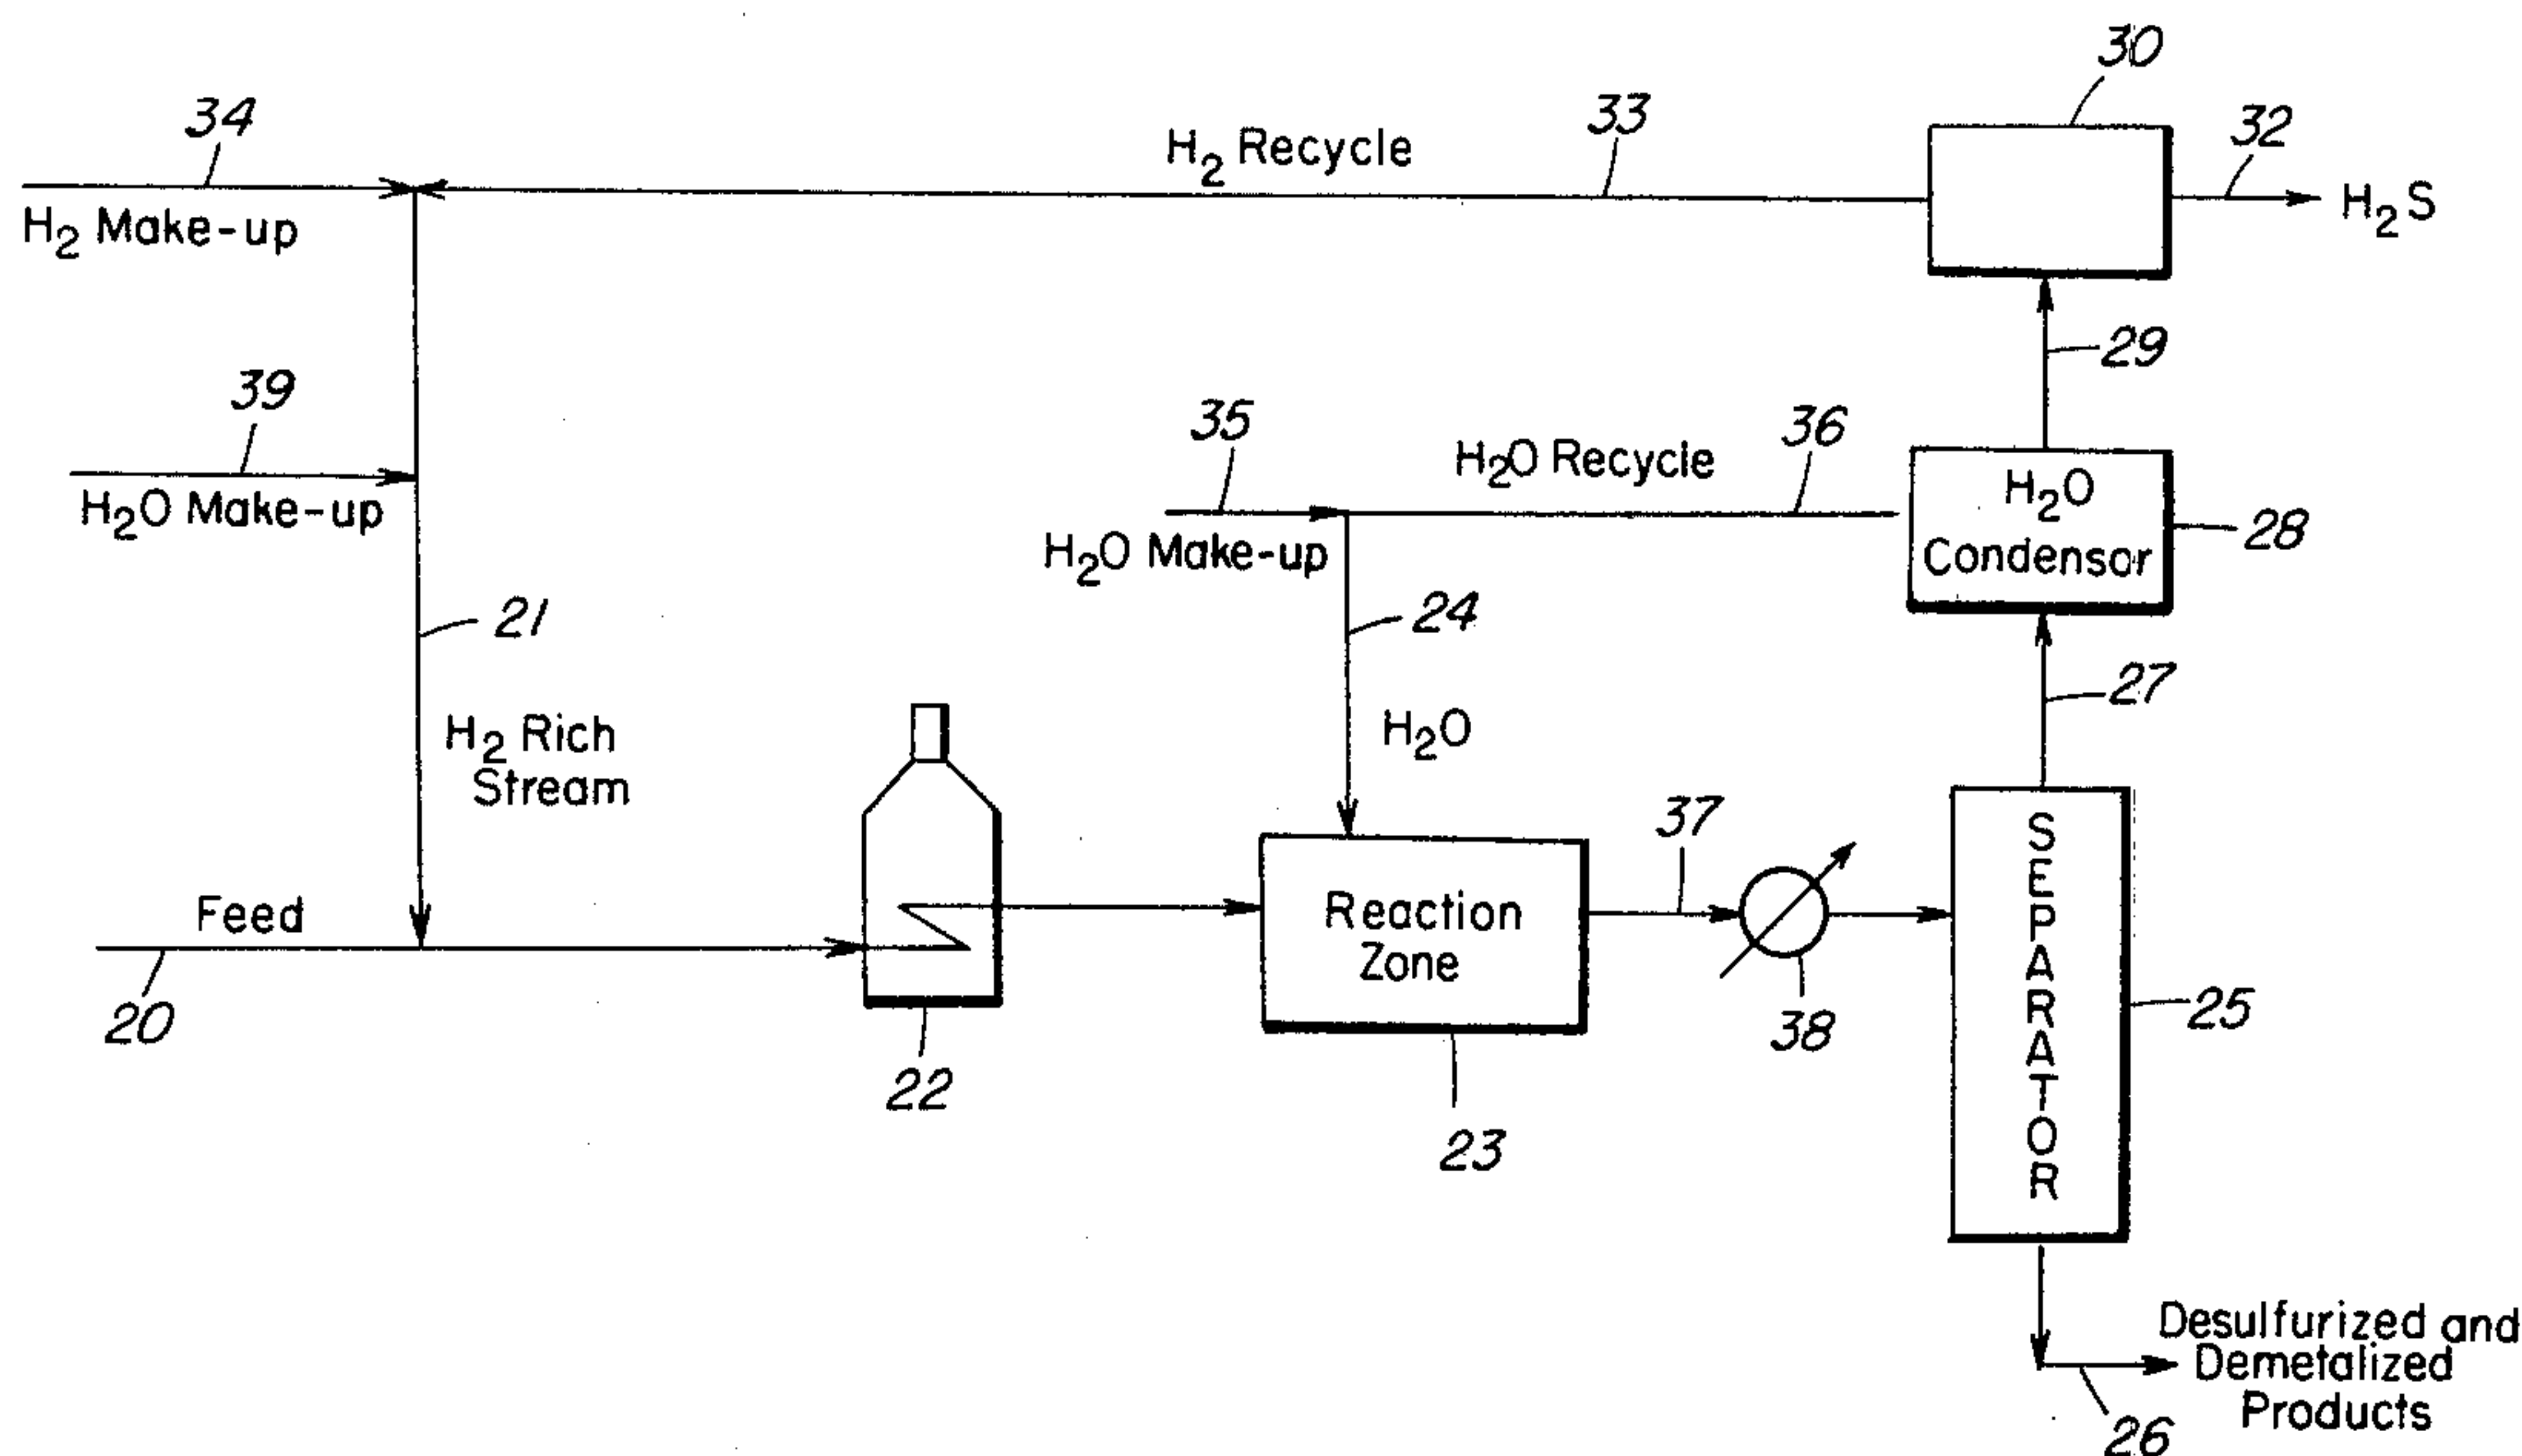 30
34
H2 Recycle
33
32
H2 Make-up
H2S
29
39
35
H2O Recycle
36
H2O Make-up
H2O
Condensor
28
H2O Make-up
21
24
27
H2 Rich
Stream
H2O
37
SEPARATOR
Feed
Reaction
Zone
20
22
38
25
23
Desulfurized and
Demetalized
Products
26